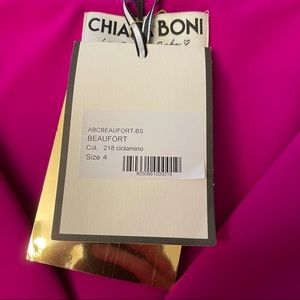 CHIARA BONI
ABCBEAUFORT-BS
BEAUFORT
Col. 218 ciclamino
Size 4